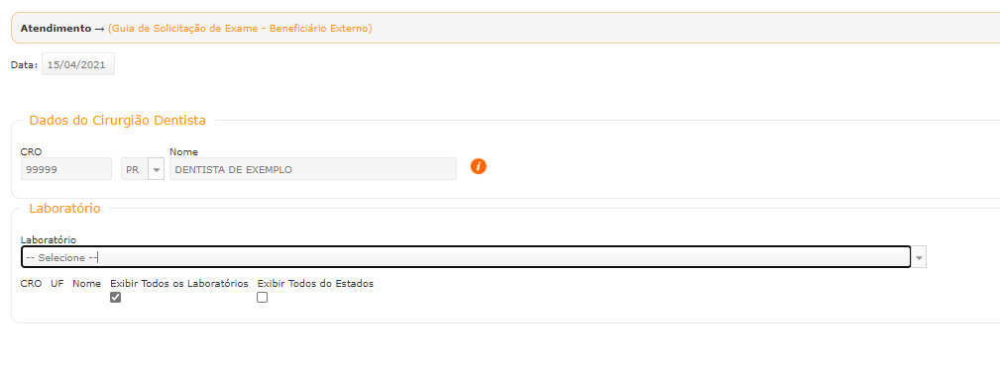 Atendimento → (Guia de Solicitação de Exame - Beneficiário Externo)
Data: 15/04/2021
Dados do Cirurgião Dentista
CRO Nome
99999 PR DENTISTA DE EXEMPLO
Laboratório
Laboratório
-- Selecione --
CRO UF Nome Exibir Todos os Laboratórios Exibir Todos do Estados